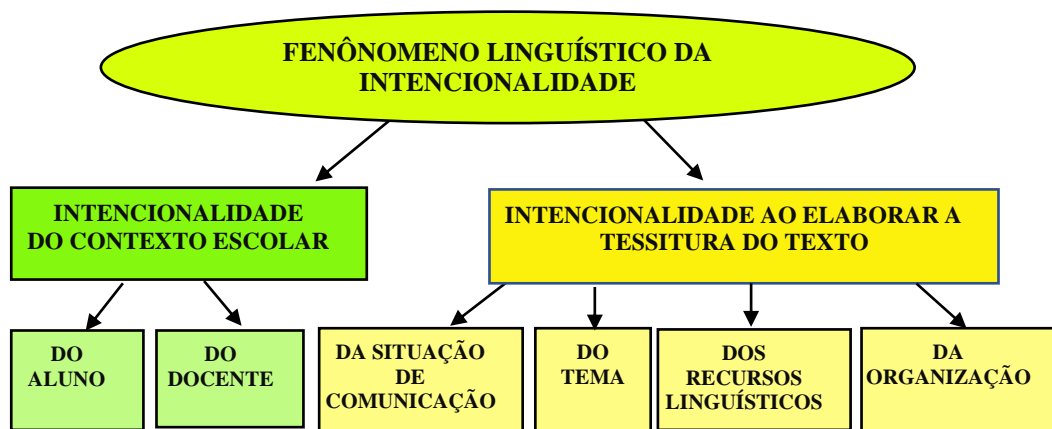 FENÔNOMENO LINGUÍSTICO DA
INTENCIONALIDADE
INTENCIONALIDADE
DO CONTEXTO ESCOLAR
INTENCIONALIDADE AO ELABORAR A
TESSITURA DO TEXTO
DO
ALUNO
DO
DOCENTE
DA SITUAÇÃO
DE
COMUNICAÇÃO
DO
TEMA
DOS
RECURSOS
LINGUÍSTICOS
DA
ORGANIZAÇÃO